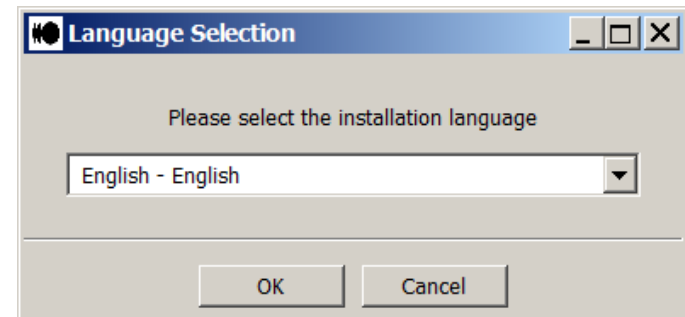 Language Selection
Please select the installation language
English - English
OK Cancel